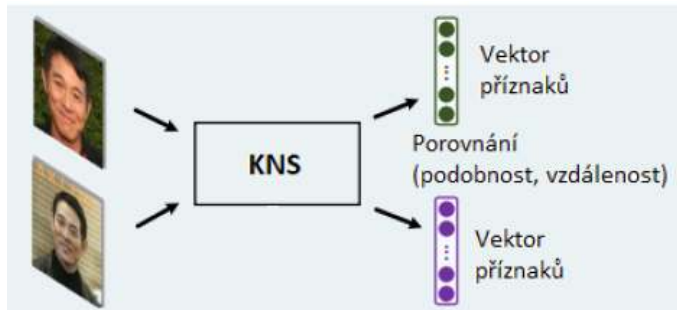 Vektor
příznaků
KNS
Porovnání
(podobnost, vzdálenost)
Vektor
příznaků